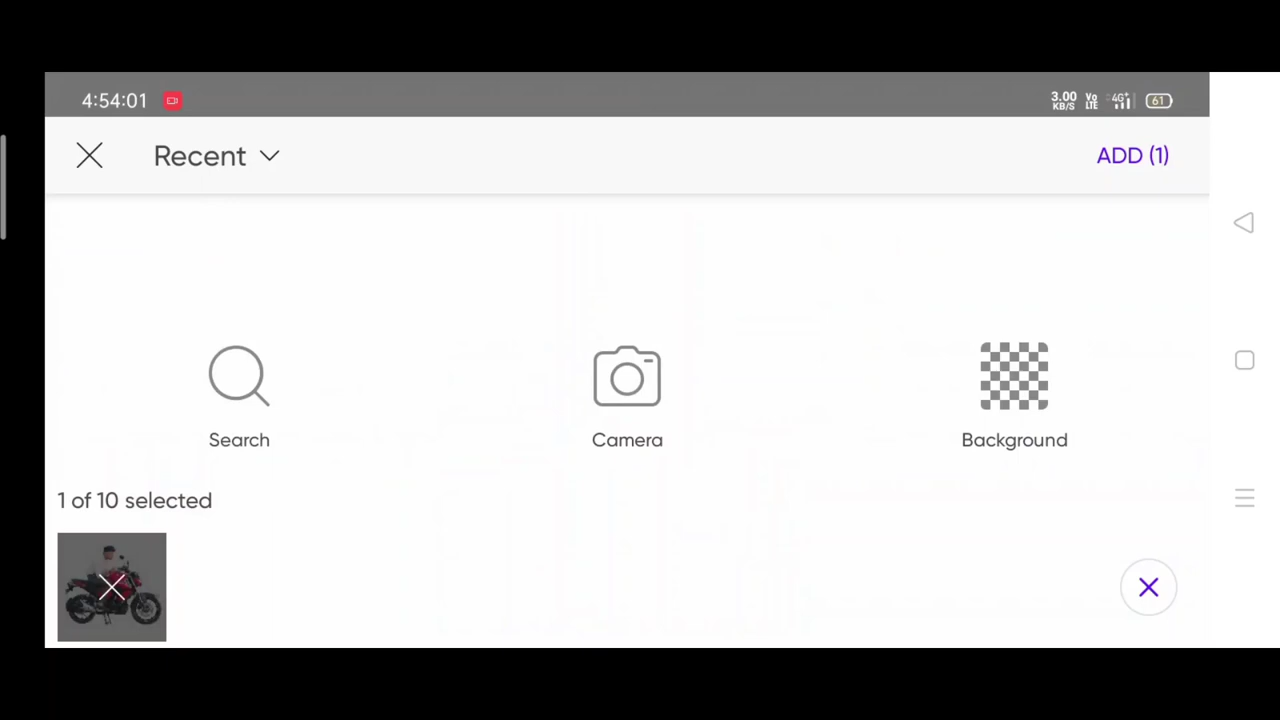 4:54:01
3.00 KB/S Vo LTE 4G+ 61
Recent
ADD (1)
Search
Camera
Background
1 of 10 selected